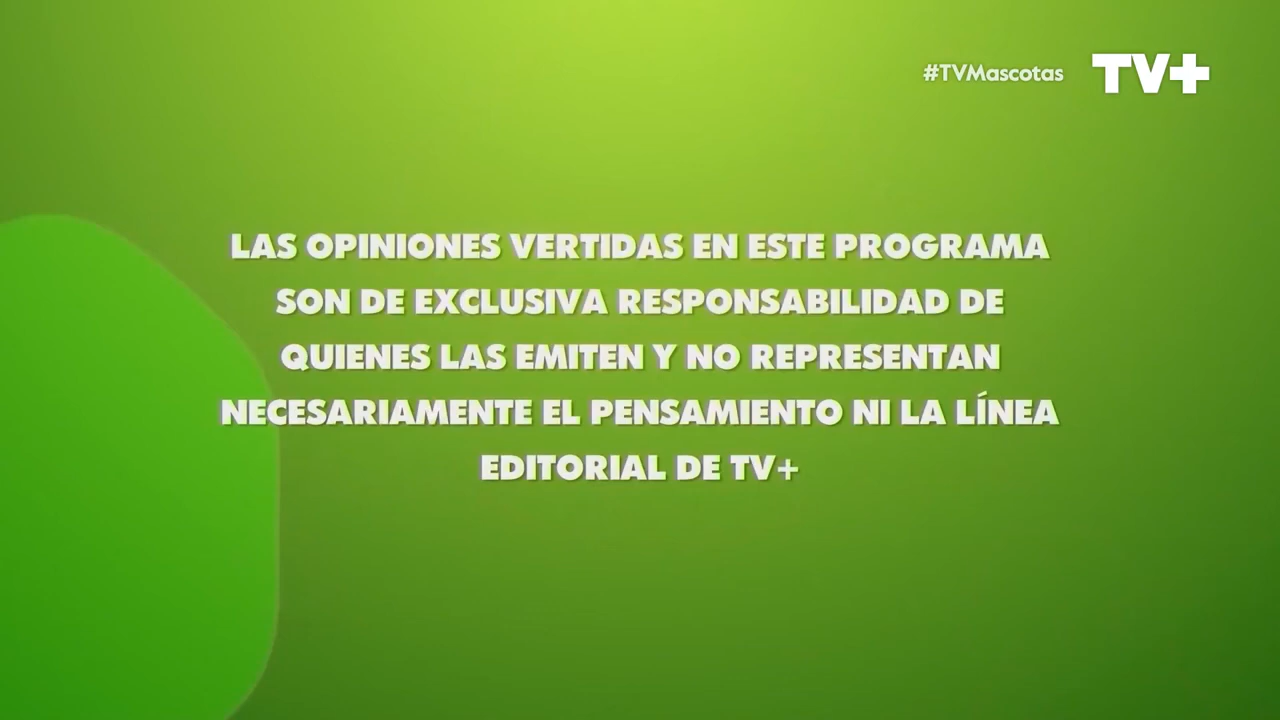 #TVMascotas TV+
LAS OPINIONES VERTIDAS EN ESTE PROGRAMA
SON DE EXCLUSIVA RESPONSABILIDAD DE
QUIENES LAS EMITEN Y NO REPRESENTAN
NECESARIAMENTE EL PENSAMIENTO NI LA LÍNEA
EDITORIAL DE TV+